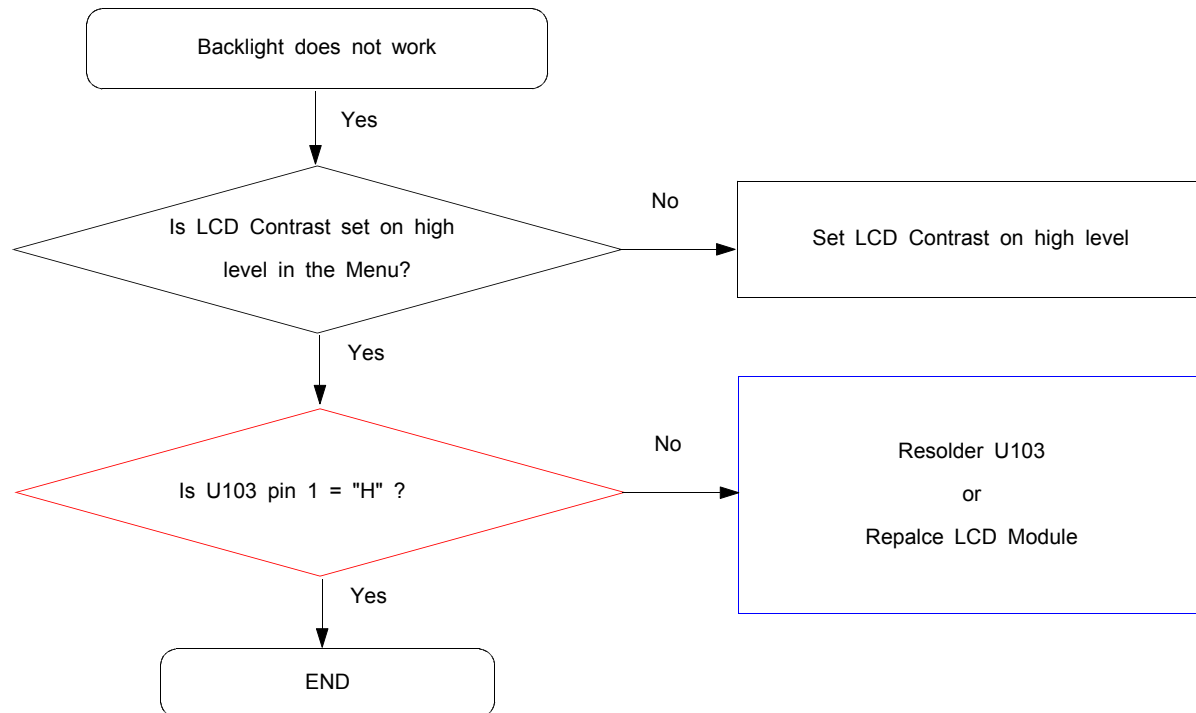 Backlight does not work
Yes
Is LCD Contrast set on high
level in the Menu?
No
Set LCD Contrast on high level
Yes
Is U103 pin 1 = "H" ?
No
Resolder U103
or
Repalce LCD Module
Yes
END